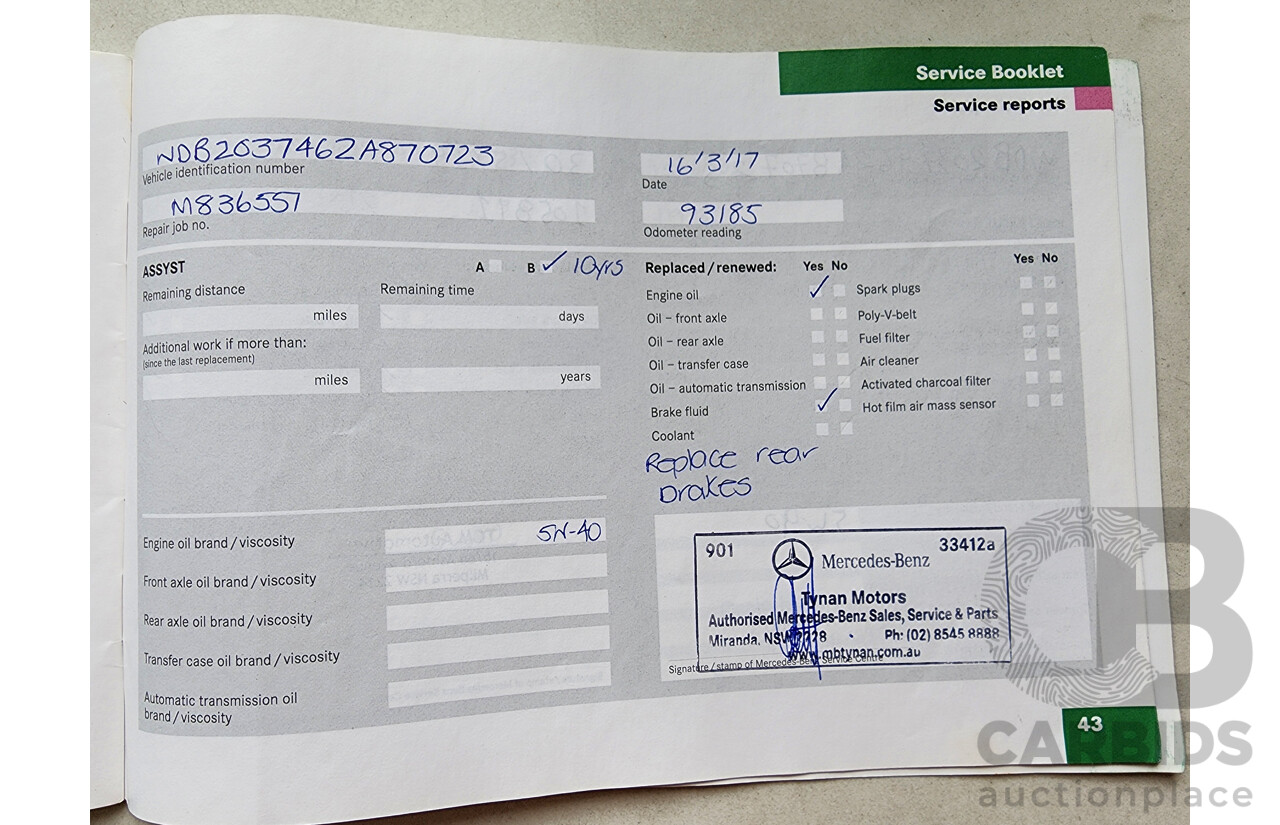 Service Booklet
Service reports
WDB2037462A870723
Vehicle identification number
16/3/17
Date
M836557
Repair job no.
93185
Odometer reading
ASSYST
A
B ✓ 10yrs
Remaining distance
Remaining time
miles
days
Additional work if more than:
(since the last replacement)
miles
years
Replaced / renewed: Yes No
Yes No
Engine oil ✓
Oil – front axle
Oil – rear axle
Oil – transfer case
Oil – automatic transmission
Brake fluid ✓
Coolant
Spark plugs
Poly-V-belt
Fuel filter
Air cleaner
Activated charcoal filter
Hot film air mass sensor
Replace rear
Brakes
Engine oil brand / viscosity
5W-40
Front axle oil brand / viscosity
Rear axle oil brand / viscosity
Transfer case oil brand / viscosity
Automatic transmission oil
brand / viscosity
901
33412a
Mercedes-Benz
Tynan Motors
Authorised Mercedes-Benz Sales, Service & Parts
Miranda, NSW 2228 Ph: (02) 8545 8888
www.mbtynan.com.au
Signature / stamp of Mercedes-Benz Service Centre
43
CB
CARBIDS
auctionplace